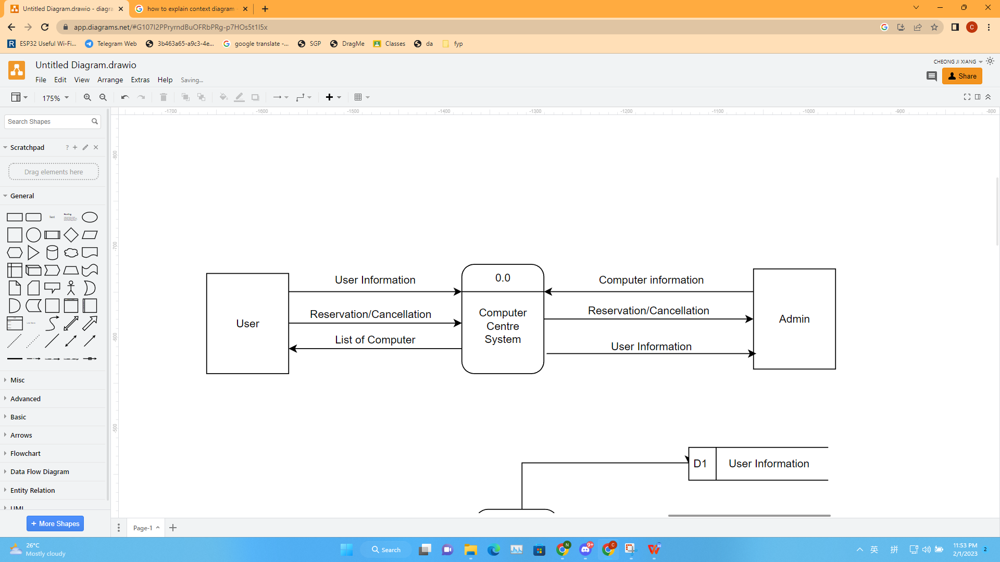 Untitled Diagram.drawio - diagra
how to explain context diagram
app.diagrams.net/#G107I2PPryrndBuOFRbPRg-p7HOs5t1I5x
C
R
ESP32 Useful Wi-Fi...
Telegram Web
3b463a65-a9c3-4e...
google translate -...
SGP
DragMe
Classes
da
fyp
Untitled Diagram.drawio
CHEONG JI XIANG
File
Edit
View
Arrange
Extras
Help
Saving...
Share
175%
-1700
-1600
-1500
-1400
-1300
-1200
-1100
-1000
-900
-800
Search Shapes
Scratchpad
?
Drag elements here
-800
-700
-600
-500
General
Text
Heading
List Item
Misc
Advanced
Basic
Arrows
Flowchart
Data Flow Diagram
Entity Relation
UML
+ More Shapes
User
User Information
Reservation/Cancellation
List of Computer
0.0
Computer
Centre
System
Computer information
Reservation/Cancellation
User Information
Admin
D1
User Information
Page-1
26°C
Mostly cloudy
Search
N
9+
C
英
拼
11:53 PM
2/1/2023
2